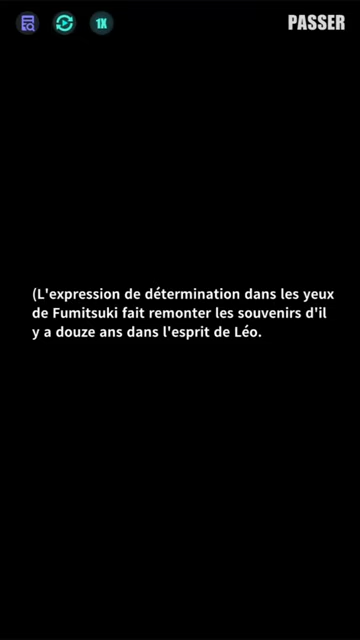 1X
PASSER
(L'expression de détermination dans les yeux
de Fumitsuki fait remonter les souvenirs d'il
y a douze ans dans l'esprit de Léo.